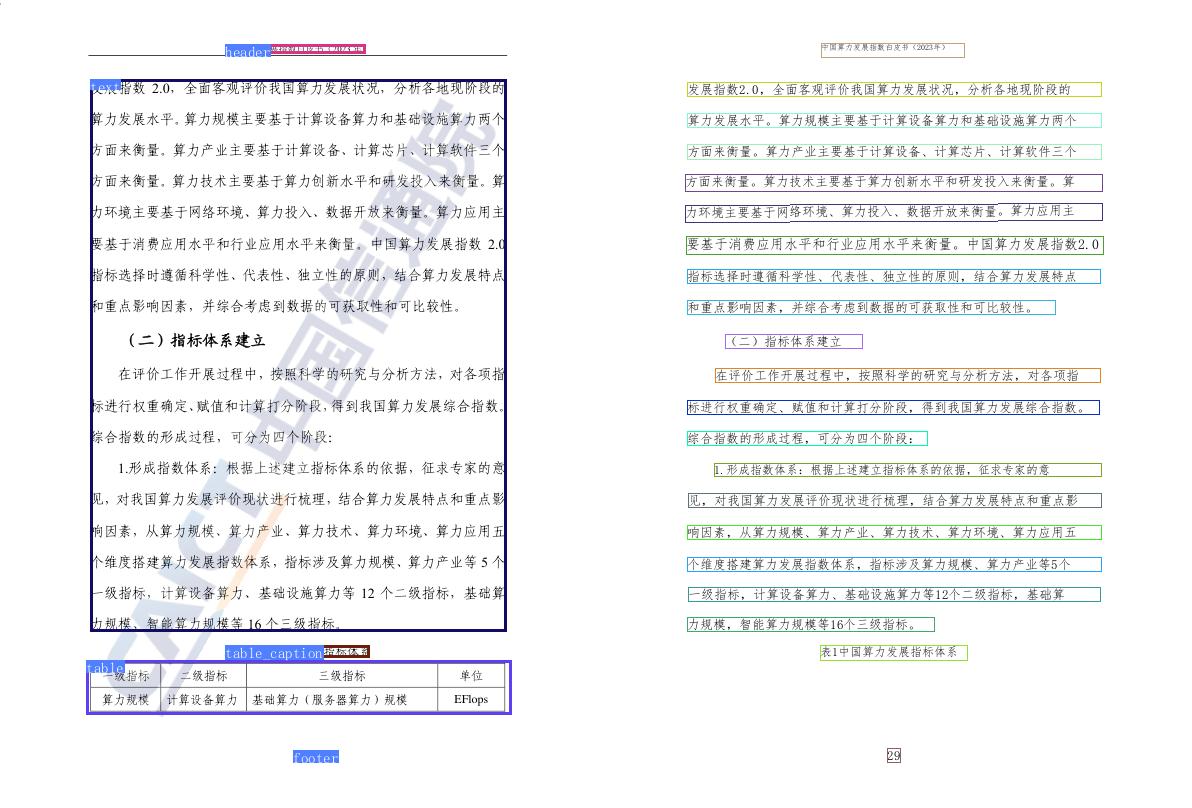 header
text
发展指数 2.0，全面客观评价我国算力发展状况，分析各地现阶段的
算力发展水平。算力规模主要基于计算设备算力和基础设施算力两个
方面来衡量。算力产业主要基于计算设备、计算芯片、计算软件三个
方面来衡量。算力技术主要基于算力创新水平和研发投入来衡量。算
力环境主要基于网络环境、算力投入、数据开放来衡量。算力应用主
要基于消费应用水平和行业应用水平来衡量。中国算力发展指数 2.0
指标选择时遵循科学性、代表性、独立性的原则，结合算力发展特点
和重点影响因素，并综合考虑到数据的可获取性和可比较性。
（二）指标体系建立
在评价工作开展过程中，按照科学的研究与分析方法，对各项指
标进行权重确定、赋值和计算打分阶段，得到我国算力发展综合指数。
综合指数的形成过程，可分为四个阶段：
1.形成指数体系：根据上述建立指标体系的依据，征求专家的意
见，对我国算力发展评价现状进行梳理，结合算力发展特点和重点影
响因素，从算力规模、算力产业、算力技术、算力环境、算力应用五
个维度搭建算力发展指数体系，指标涉及算力规模、算力产业等 5 个
一级指标，计算设备算力、基础设施算力等 12 个二级指标，基础算
力规模、智能算力规模等 16 个三级指标。
table_caption
table
一级指标 二级指标 三级指标 单位
算力规模 计算设备算力 基础算力（服务器算力）规模 EFlops
footer
CAICT 中国信通院
中国算力发展指数白皮书（2023年）
发展指数2.0，全面客观评价我国算力发展状况，分析各地现阶段的
算力发展水平。算力规模主要基于计算设备算力和基础设施算力两个
方面来衡量。算力产业主要基于计算设备、计算芯片、计算软件三个
方面来衡量。算力技术主要基于算力创新水平和研发投入来衡量。算
力环境主要基于网络环境、算力投入、数据开放来衡量。算力应用主
要基于消费应用水平和行业应用水平来衡量。中国算力发展指数2.0
指标选择时遵循科学性、代表性、独立性的原则，结合算力发展特点
和重点影响因素，并综合考虑到数据的可获取性和可比较性。
（二）指标体系建立
在评价工作开展过程中，按照科学的研究与分析方法，对各项指
标进行权重确定、赋值和计算打分阶段，得到我国算力发展综合指数。
综合指数的形成过程，可分为四个阶段：
1.形成指数体系：根据上述建立指标体系的依据，征求专家的意
见，对我国算力发展评价现状进行梳理，结合算力发展特点和重点影
响因素，从算力规模、算力产业、算力技术、算力环境、算力应用五
个维度搭建算力发展指数体系，指标涉及算力规模、算力产业等5个
一级指标，计算设备算力、基础设施算力等12个二级指标，基础算
力规模，智能算力规模等16个三级指标。
表1中国算力发展指标体系
29